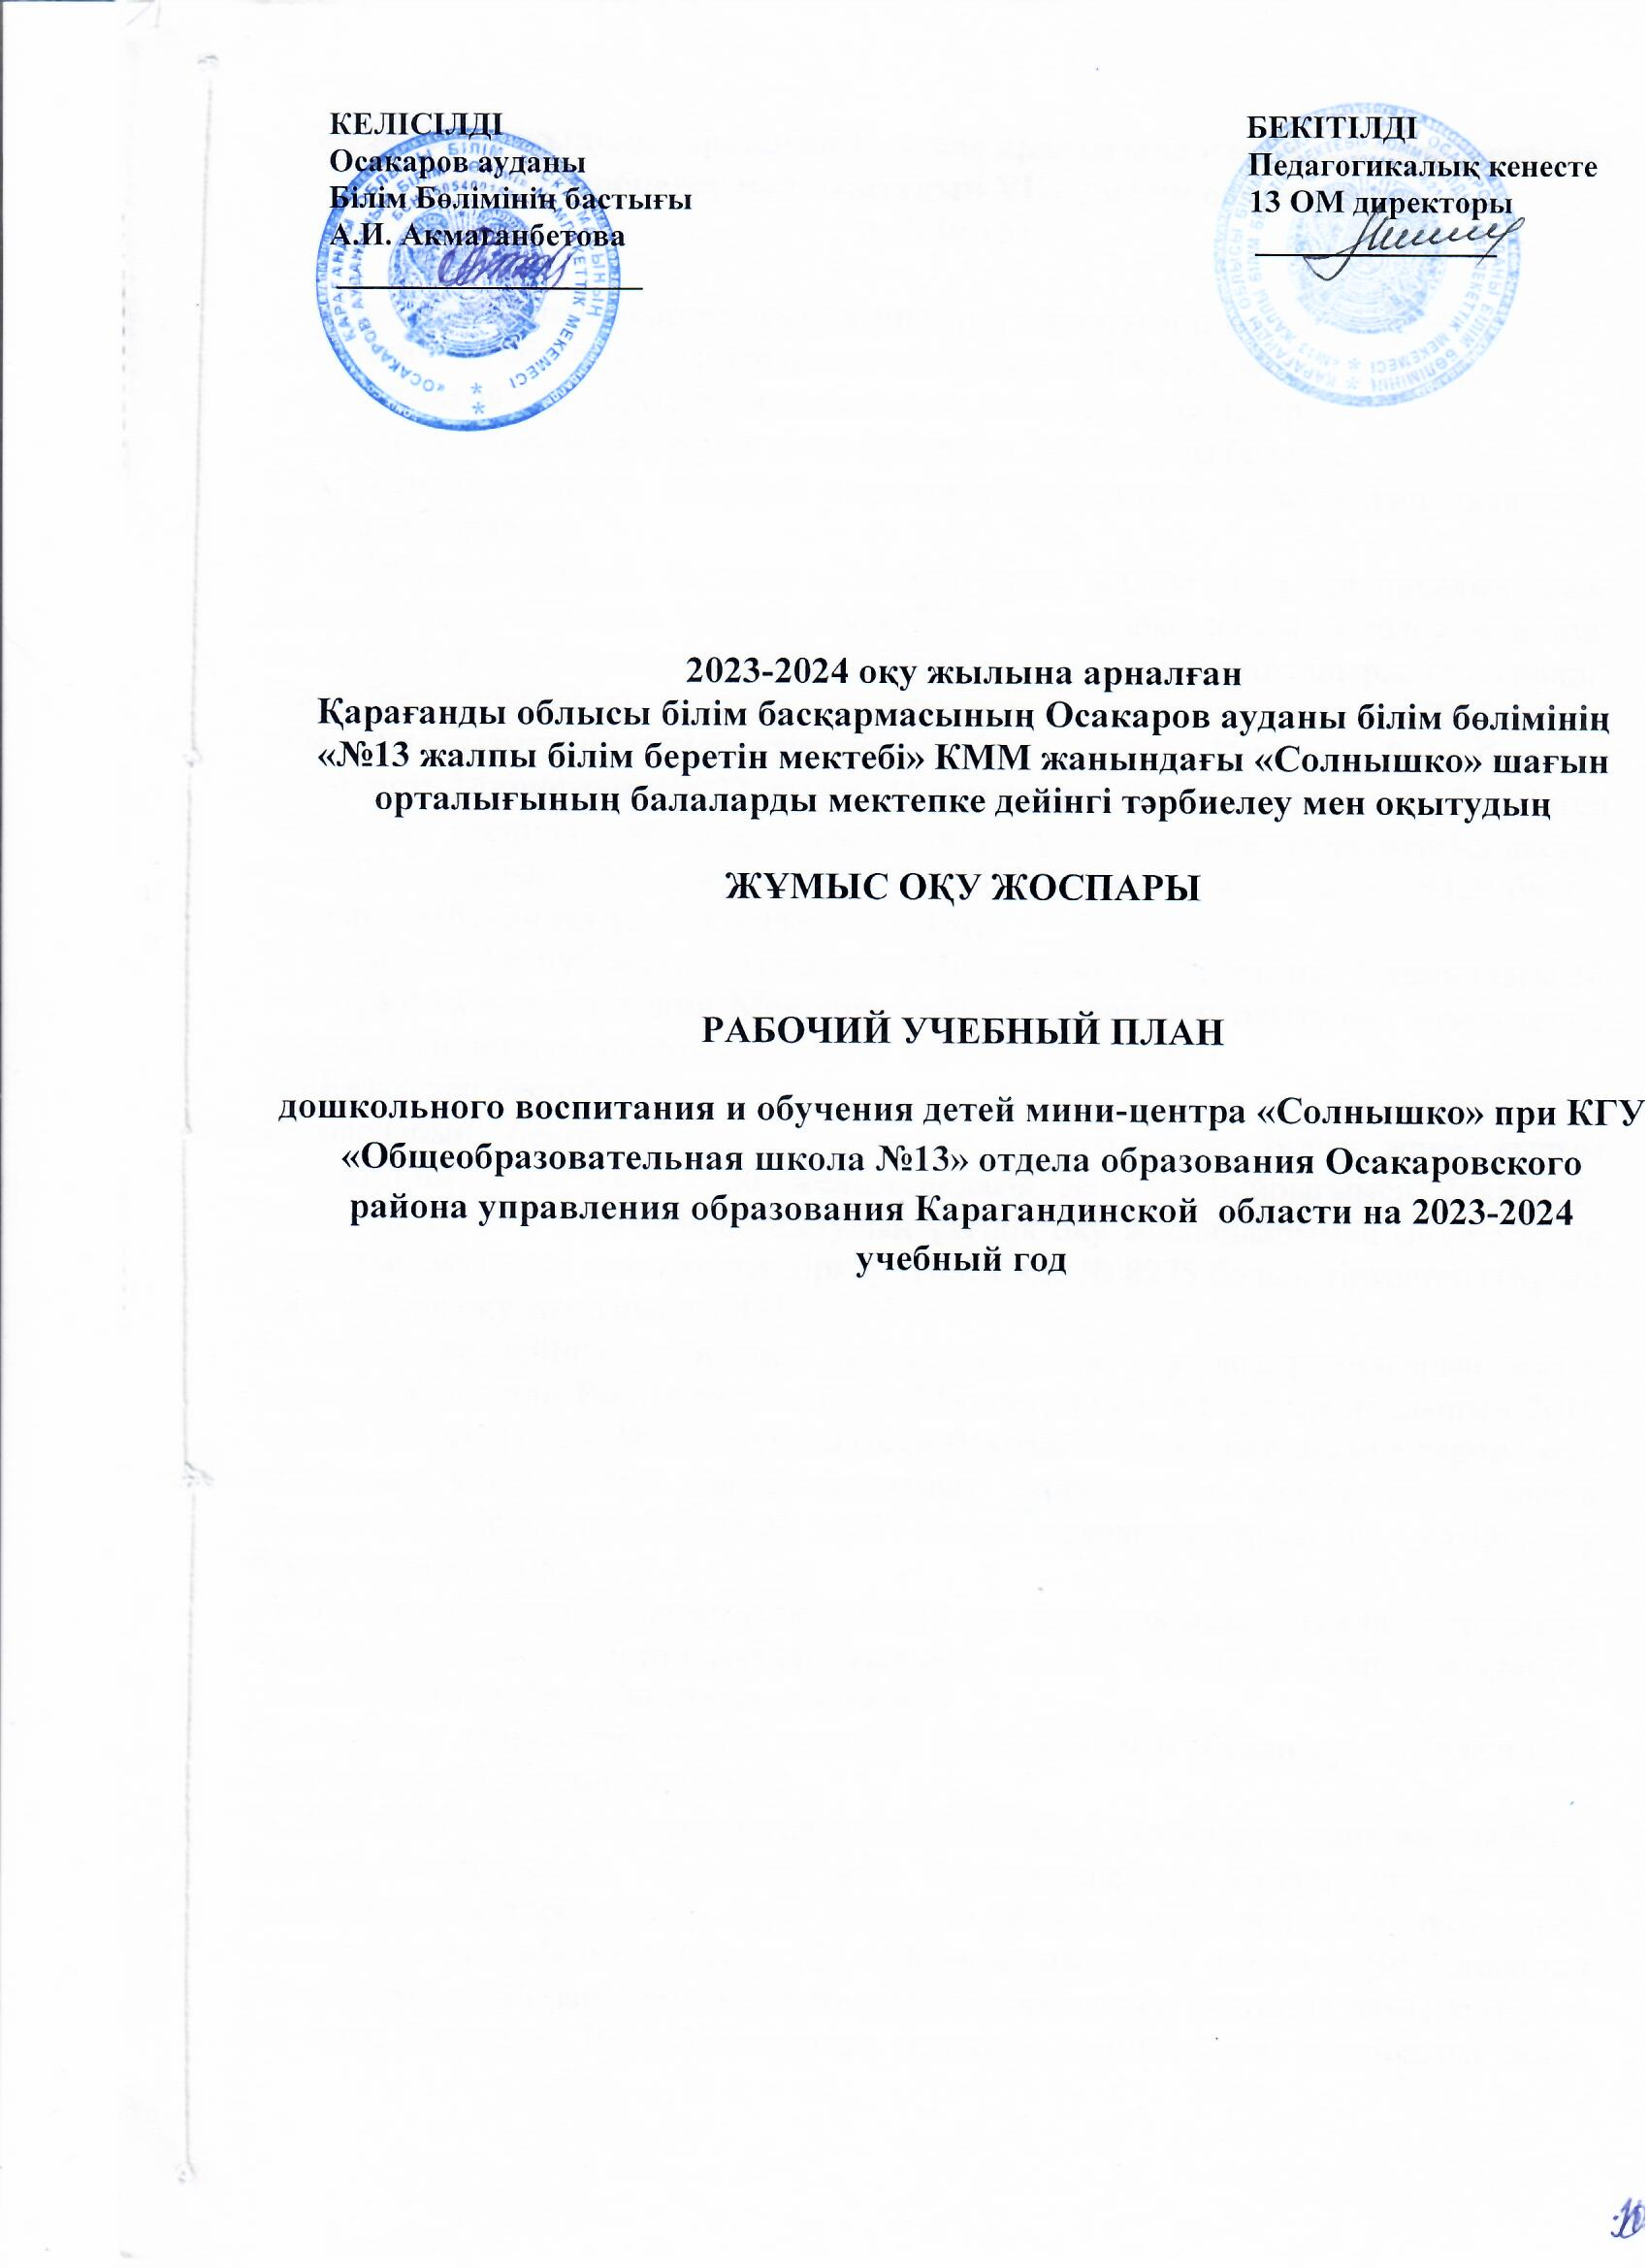 КЕЛІСІЛДІ
Осакаров ауданы
Білім Бөлімінің бастығы
А.И. Акмаганбетова
БЕКІТІЛДІ
Педагогикалық кенесте
13 ОМ директоры
2023-2024 оқу жылына арналған
Қарағанды облысы білім басқармасының Осакаров ауданы білім бөлімінің
«№13 жалпы білім беретін мектебі» КММ жанындағы «Солнышко» шағын
орталығының балаларды мектепке дейінгі тәрбиелеу мен оқытудың
ЖҰМЫС ОҚУ ЖОСПАРЫ
РАБОЧИЙ УЧЕБНЫЙ ПЛАН
дошкольного воспитания и обучения детей мини-центра «Солнышко» при КГУ
«Общеобразовательная школа №13» отдела образования Осакаровского
района управления образования Карагандинской области на 2023-2024
учебный год